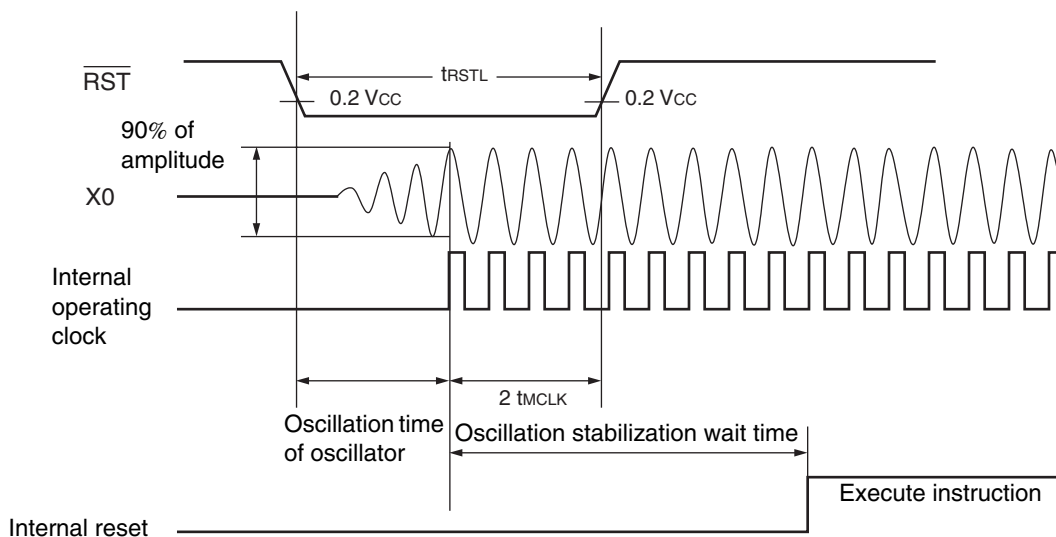 RST
tRSTL
0.2 VCC
0.2 VCC
90% of
amplitude
X0
Internal
operating
clock
2 tMCLK
Oscillation time
of oscillator
Oscillation stabilization wait time
Execute instruction
Internal reset